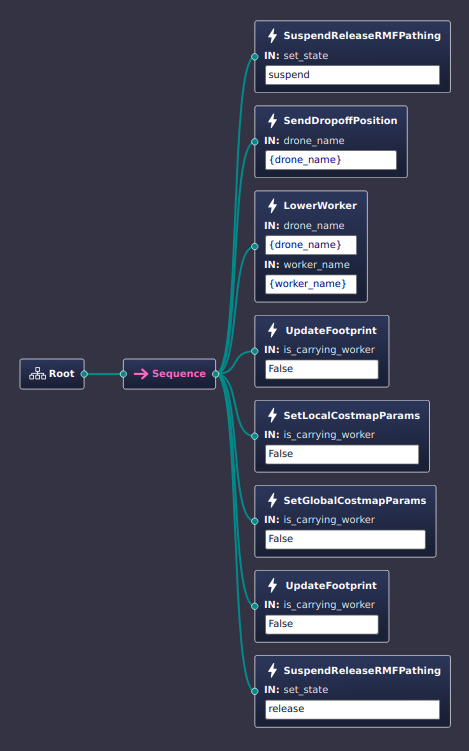 SuspendReleaseRMFPathing
IN: set_state
suspend
SendDropoffPosition
IN: drone_name
{drone_name}
LowerWorker
IN: drone_name
{drone_name}
IN: worker_name
{worker_name}
UpdateFootprint
IN: is_carrying_worker
False
Root
Sequence
SetLocalCostmapParams
IN: is_carrying_worker
False
SetGlobalCostmapParams
IN: is_carrying_worker
False
UpdateFootprint
IN: is_carrying_worker
False
SuspendReleaseRMFPathing
IN: set_state
release